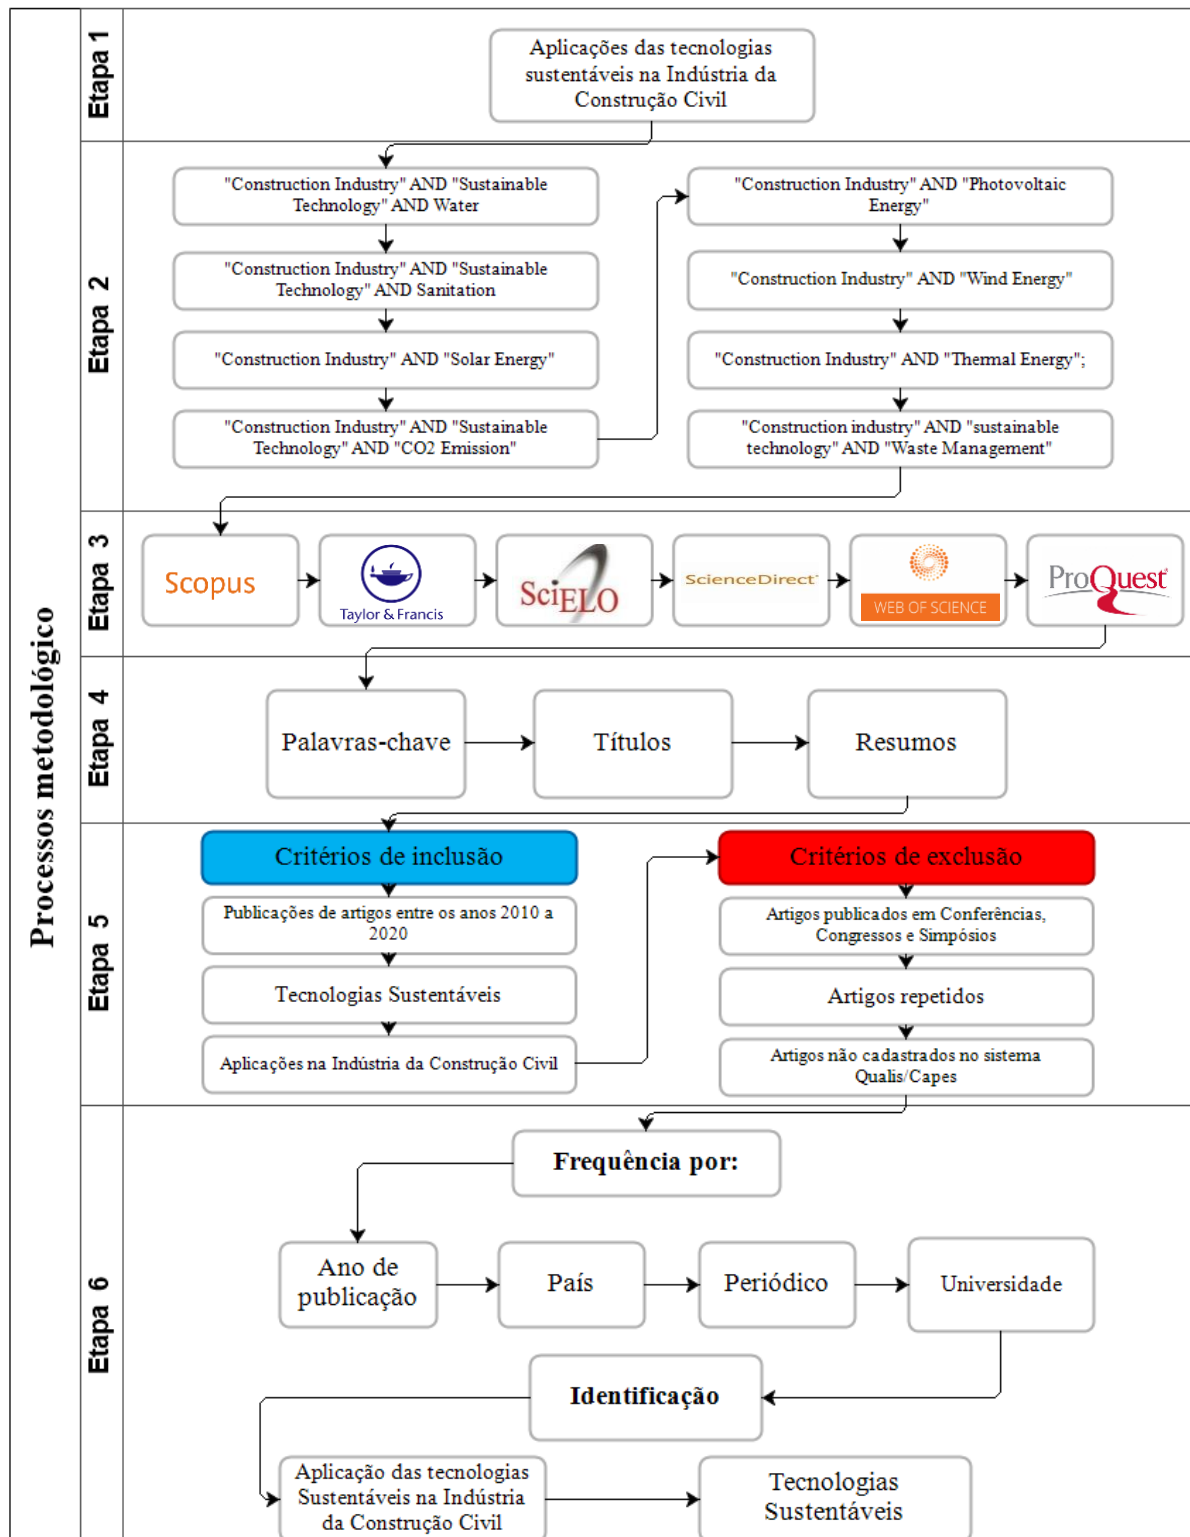 Processos metodológico
Etapa 1
Aplicações das tecnologias
sustentáveis na Indústria da
Construção Civil
Etapa 2
"Construction Industry" AND "Sustainable
Technology" AND Water
"Construction Industry" AND "Sustainable
Technology" AND Sanitation
"Construction Industry" AND "Solar Energy"
"Construction Industry" AND "Sustainable
Technology" AND "CO2 Emission"
"Construction Industry" AND "Photovoltaic
Energy"
"Construction Industry" AND "Wind Energy"
"Construction Industry" AND "Thermal Energy";
"Construction industry" AND "sustainable
technology" AND "Waste Management"
Etapa 3
Scopus
Taylor & Francis
SciELO
ScienceDirect
WEB OF SCIENCE
ProQuest
Etapa 4
Palavras-chave
Títulos
Resumos
Etapa 5
Critérios de inclusão
Publicações de artigos entre os anos 2010 a
2020
Tecnologias Sustentáveis
Aplicações na Indústria da Construção Civil
Critérios de exclusão
Artigos publicados em Conferências,
Congressos e Simpósios
Artigos repetidos
Artigos não cadastrados no sistema
Qualis/Capes
Etapa 6
Frequência por:
Ano de
publicação
País
Periódico
Universidade
Identificação
Aplicação das tecnologias
Sustentáveis na Indústria
da Construção Civil
Tecnologias
Sustentáveis